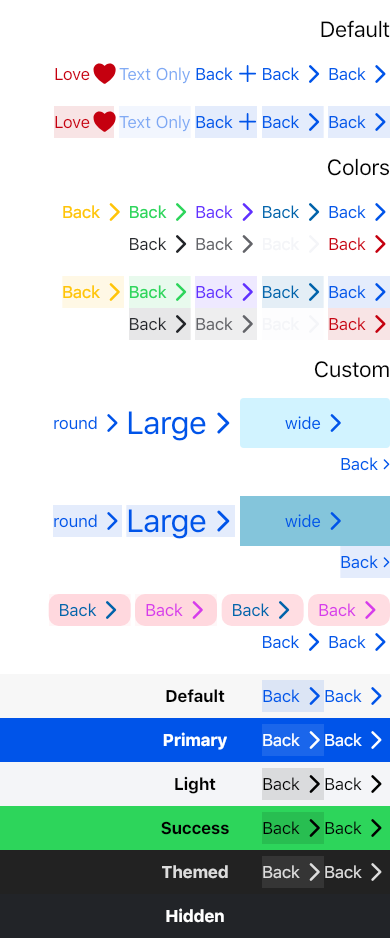 Default
Love Text Only Back Back Back
Love Text Only Back Back Back
Colors
Back Back Back Back Back
Back Back Back Back
Back Back Back Back Back
Back Back Back Back
Custom
round Large wide
Back
round Large wide
Back
Back Back Back Back
Back Back
Default Back Back
Primary Back Back
Light Back Back
Success Back Back
Themed Back Back
Hidden